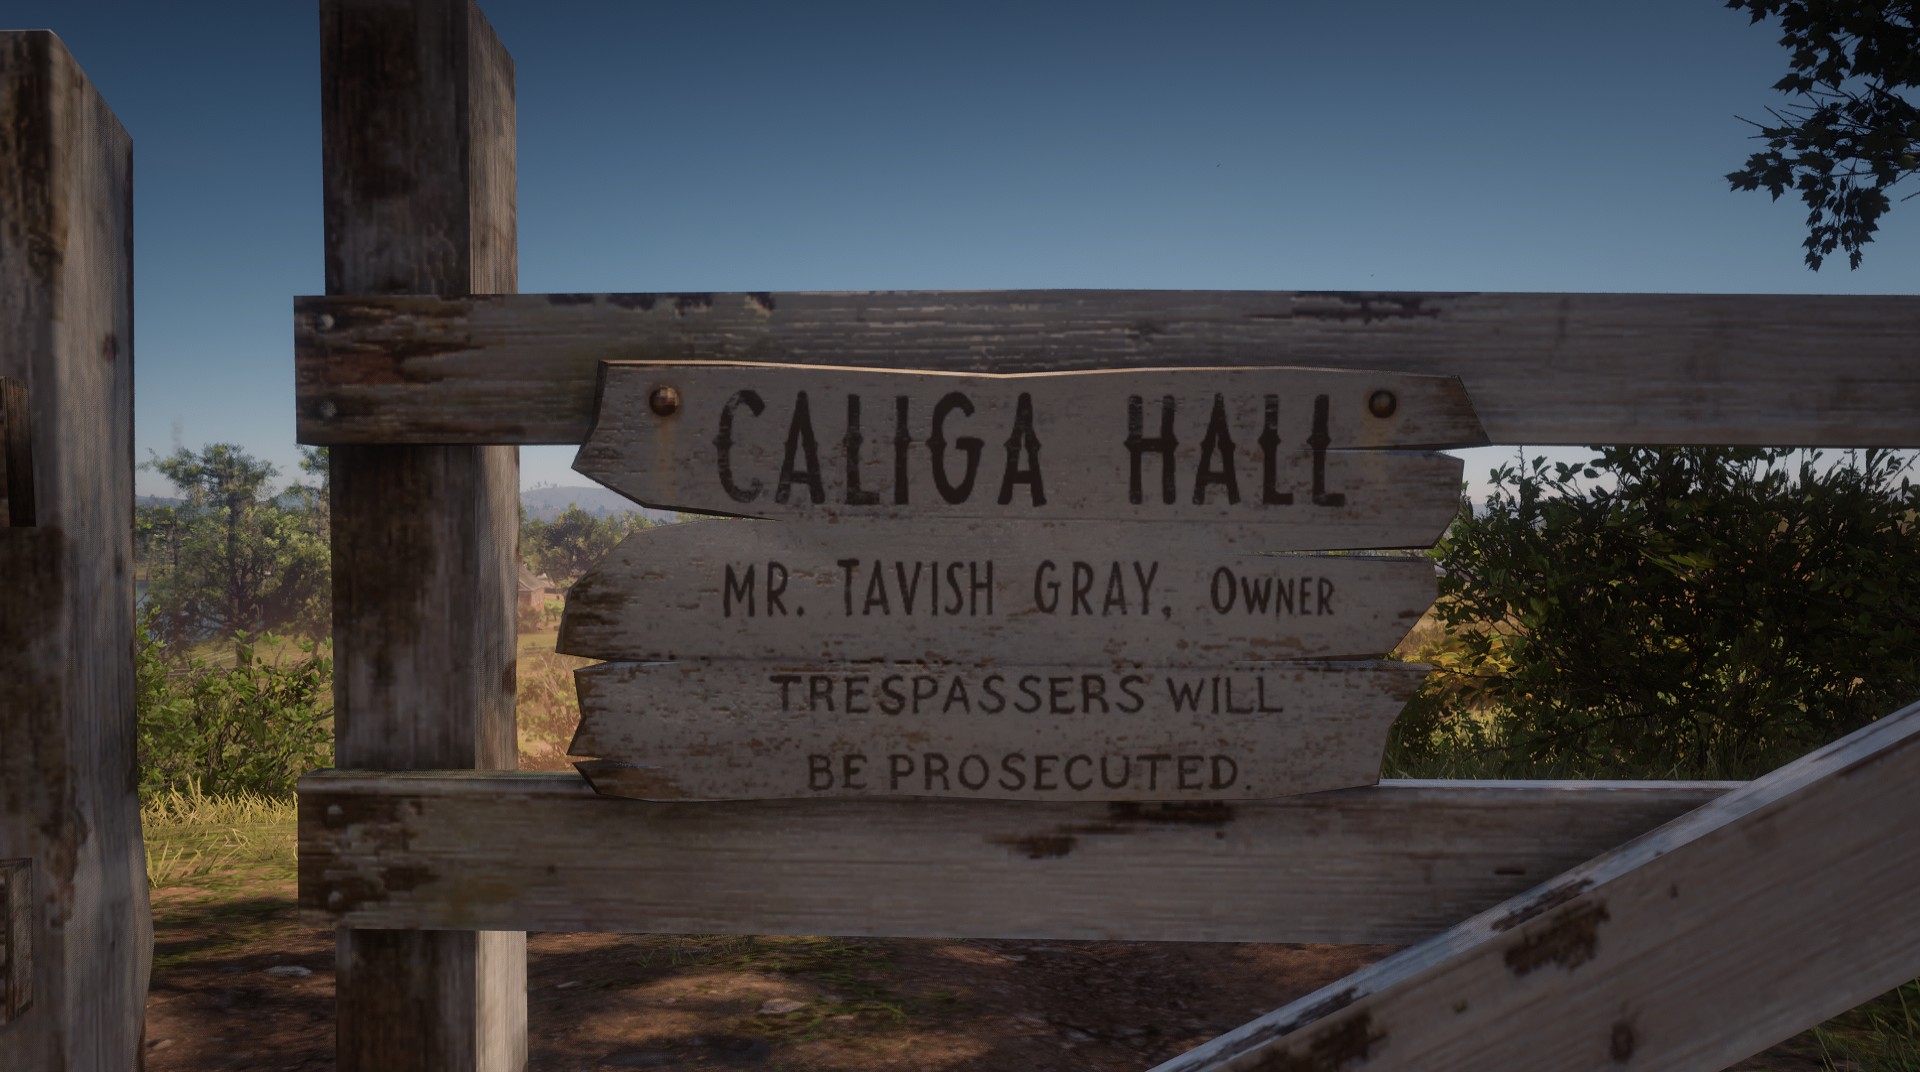 CALIGA HALL
MR. TAVISH GRAY, OWNER
TRESPASSERS WILL
BE PROSECUTED.